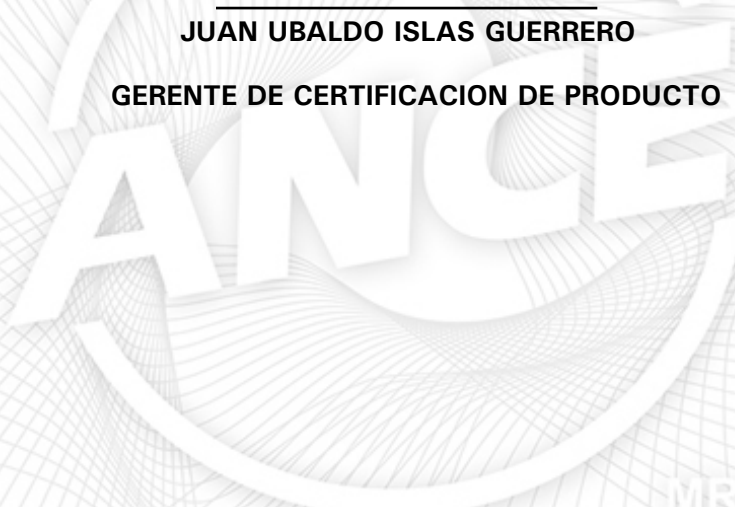 JUAN UBALDO ISLAS GUERRERO
GERENTE DE CERTIFICACION DE PRODUCTO
ANCE
MR